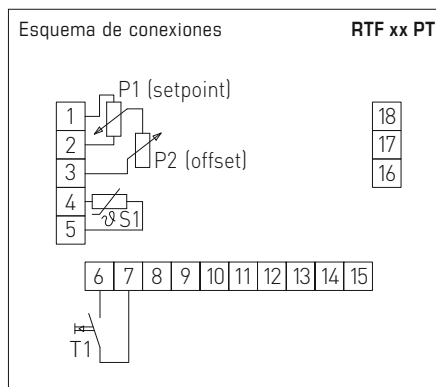 Esquema de conexiones RTF xx PT
P1 (setpoint)
1
2
3
4
5
P2 (offset)
ϑ S1
18
17
16
6 7 8 9 10 11 12 13 14 15
T1